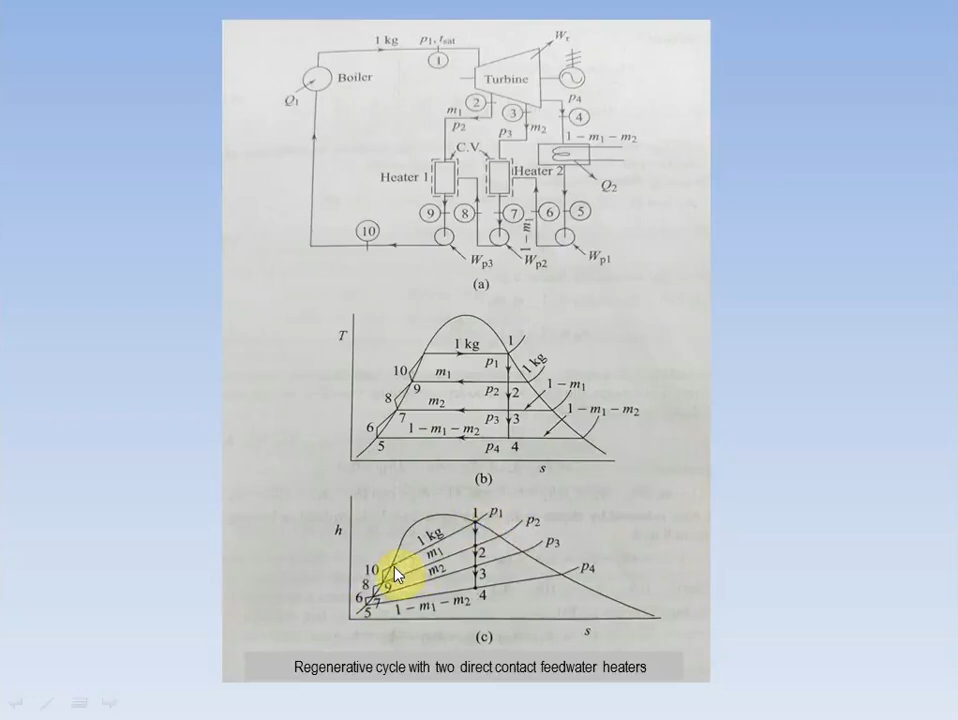 1 kg p1, tsat
1
Wt
Boiler
Turbine
Q1
2
3
p4
4
m1
p2
p3
m2
1 − m1 − m2
C.V.
Heater 1
Heater 2
Q2
9
8
7
6
5
1 − m1
10
Wp3
Wp2
Wp1
(a)
T
1 kg
1
p1
1 kg
10
m1
9
p2
2
1 − m1
8
m2
7
p3
3
1 − m1 − m2
6
1 − m1 − m2
5
p4
4
s
(b)
h
1
p1
1 kg
p2
m1
2
p3
10
m2
3
p4
8
9
6
7
5
1 − m1 − m2
4
s
(c)
Regenerative cycle with two direct contact feedwater heaters